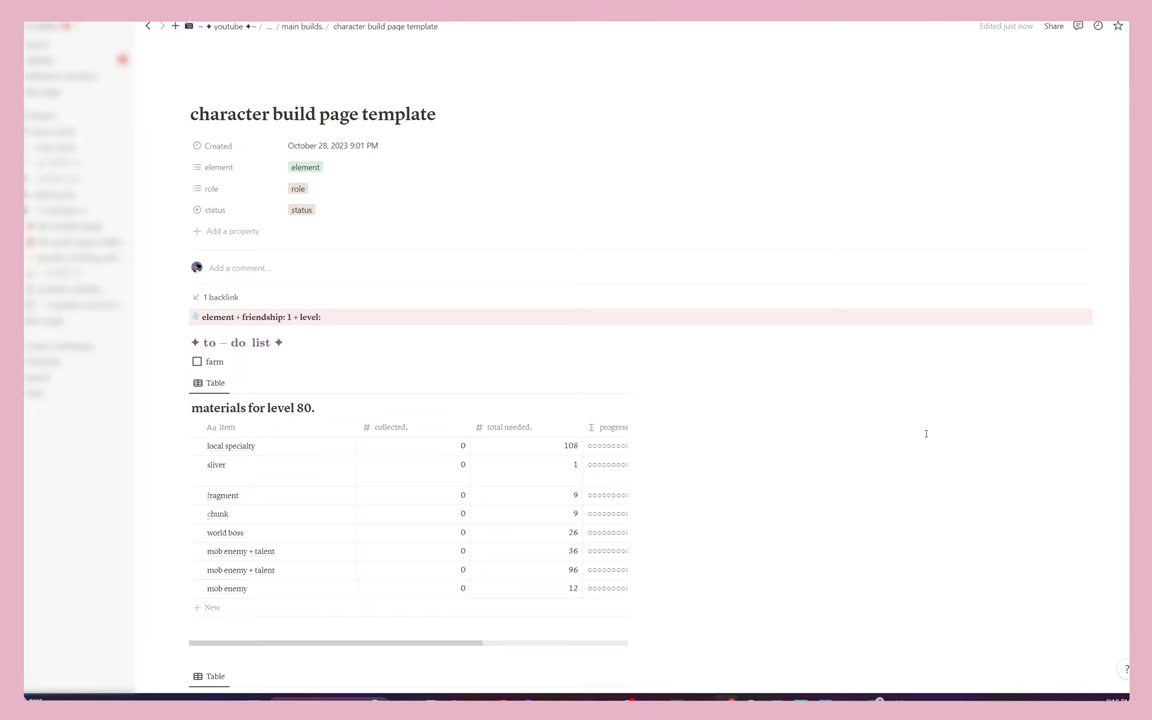 ~ ✦ youtube ✦~ / ... / main builds. / character build page template
Edited just now Share
character build page template
Created October 28, 2023 9:01 PM
element element
role role
status status
+ Add a property
Add a comment...
1 backlink
element + friendship: 1 + level:
✦ to – do list ✦
farm
Table
materials for level 80.
Aa item # collected. # total needed. Σ progress
local specialty 0 108 ○○○○○○○○
sliver 0 1 ○○○○○○○○
fragment 0 9 ○○○○○○○○
chunk 0 9 ○○○○○○○○
world boss 0 26 ○○○○○○○○
mob enemy + talent 0 36 ○○○○○○○○
mob enemy + talent 0 96 ○○○○○○○○
mob enemy 0 12 ○○○○○○○○
+ New
Table
?